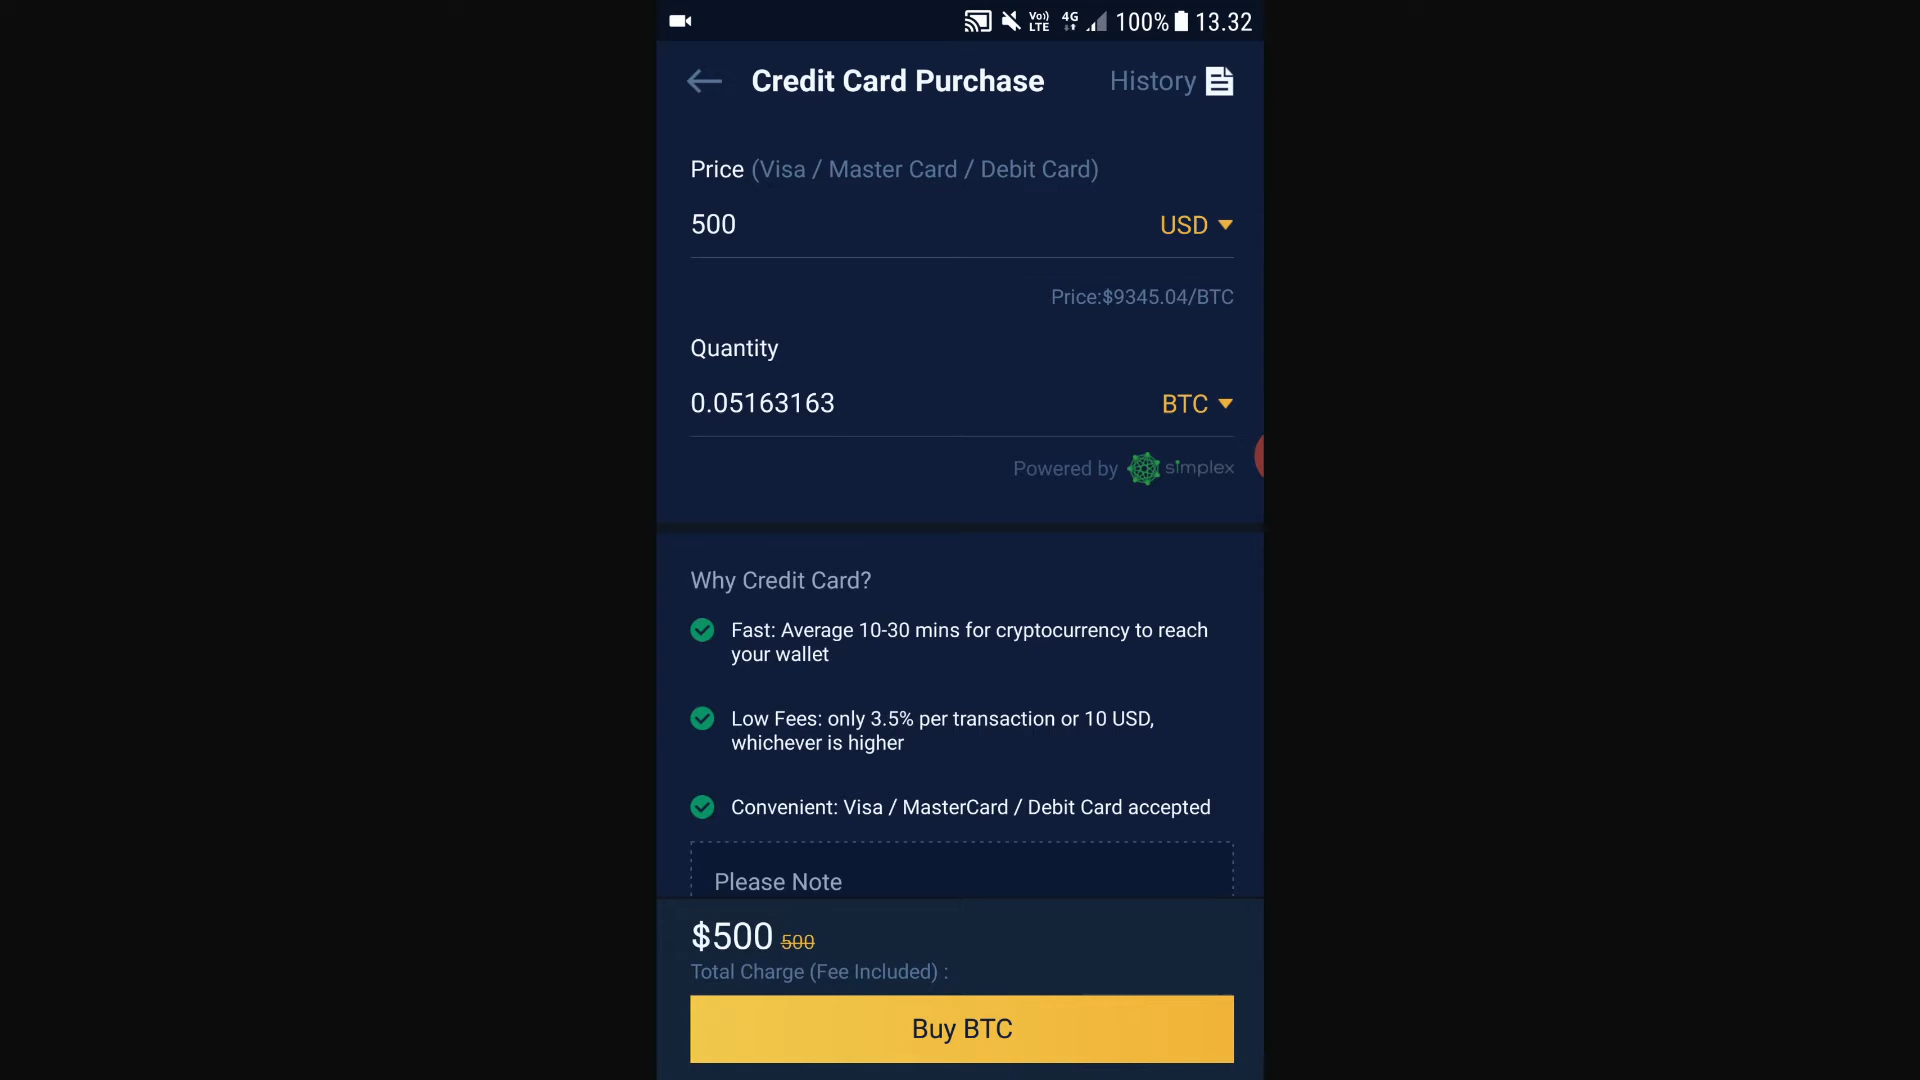 Vo)) LTE 4G 100% 13.32
Credit Card Purchase History
Price (Visa / Master Card / Debit Card)
500 USD
Price:$9345.04/BTC
Quantity
0.05163163 BTC
Powered by simplex
Why Credit Card?
Fast: Average 10-30 mins for cryptocurrency to reach
your wallet
Low Fees: only 3.5% per transaction or 10 USD,
whichever is higher
Convenient: Visa / MasterCard / Debit Card accepted
Please Note
$500 500
Total Charge (Fee Included) :
Buy BTC